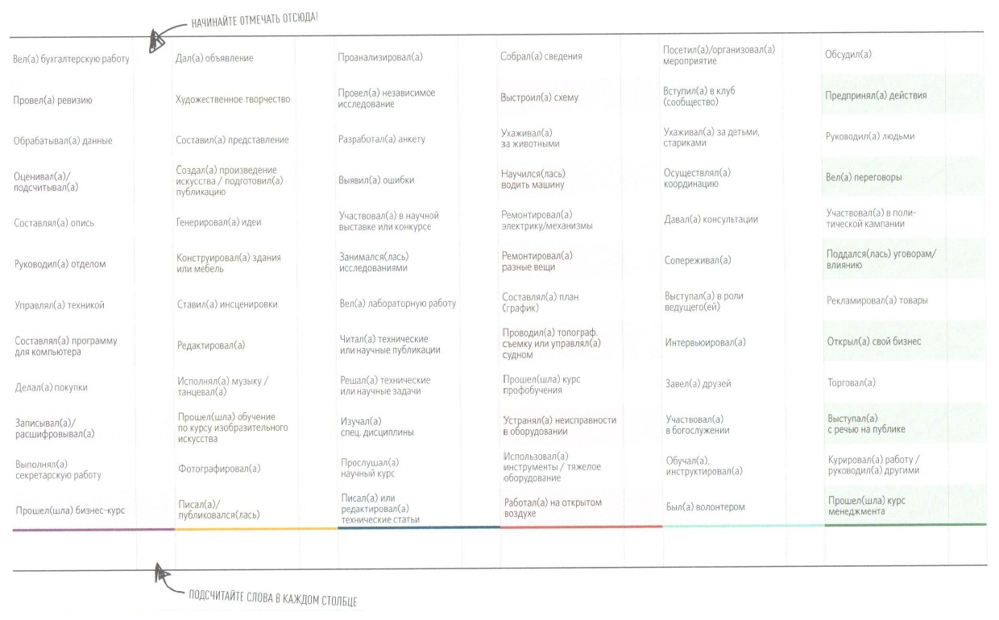 НАЧИНАЙТЕ ОТМЕЧАТЬ ОТСЮДА!
Вел(а) бухгалтерскую работу
Дал(а) объявление
Проанализировал(а)
Собрал(а) сведения
Посетил(а)/организовал(а)
мероприятие
Обсудил(а)
Провел(а) ревизию
Художественное творчество
Провел(а) независимое
исследование
Выстроил(а) схему
Вступил(а) в клуб
(сообщество)
Предпринял(а) действия
Обрабатывал(а) данные
Составил(а) представление
Разработал(а) анкету
Ухаживал(а)
за животными
Ухаживал(а) за детьми,
стариками
Руководил(а) людьми
Оценивал(а)/
подсчитывал(а)
Создал(а) произведение
искусства / подготовил(а)
публикацию
Выявил(а) ошибки
Научился(лась)
водить машину
Осуществлял(а)
координацию
Вел(а) переговоры
Составлял(а) опись
Генерировал(а) идеи
Участвовал(а) в научной
выставке или конкурсе
Ремонтировал(а)
электрику/механизмы
Давал(а) консультации
Участвовал(а) в поли-
тической кампании
Руководил(а) отделом
Конструировал(а) здания
или мебель
Занимался(лась)
исследованиями
Ремонтировал(а)
разные вещи
Сопереживал(а)
Поддался(лась) уговорам/
влиянию
Управлял(а) техникой
Ставил(а) инсценировки
Вел(а) лабораторную работу
Составлял(а) план
(график)
Выступал(а) в роли
ведущего(ей)
Рекламировал(а) товары
Составлял(а) программу
для компьютера
Редактировал(а)
Читал(а) технические
или научные публикации
Проводил(а) топограф.
съемку или управлял(а)
судном
Интервьюировал(а)
Открыл(а) свой бизнес
Делал(а) покупки
Исполнял(а) музыку /
танцевал(а)
Решал(а) технические
или научные задачи
Прошел(шла) курс
профобучения
Завел(а) друзей
Торговал(а)
Записывал(а)/
расшифровывал(а)
Прошел(шла) обучение
по курсу изобразительного
искусства
Изучал(а)
спец. дисциплины
Устранял(а) неисправности
в оборудовании
Участвовал(а)
в богослужении
Выступал(а)
с речью на публике
Выполнял(а)
секретарскую работу
Фотографировал(а)
Прослушал(а)
научный курс
Использовал(а)
инструменты / тяжелое
оборудование
Обучал(а),
инструктировал(а)
Курировал(а) работу /
руководил(а) другими
Прошел(шла) бизнес-курс
Писал(а)/
публиковался(лась)
Писал(а) или
редактировал(а)
технические статьи
Работал(а) на открытом
воздухе
Был(а) волонтером
Прошел(шла) курс
менеджмента
ПОДСЧИТАЙТЕ СЛОВА В КАЖДОМ СТОЛБЦЕ